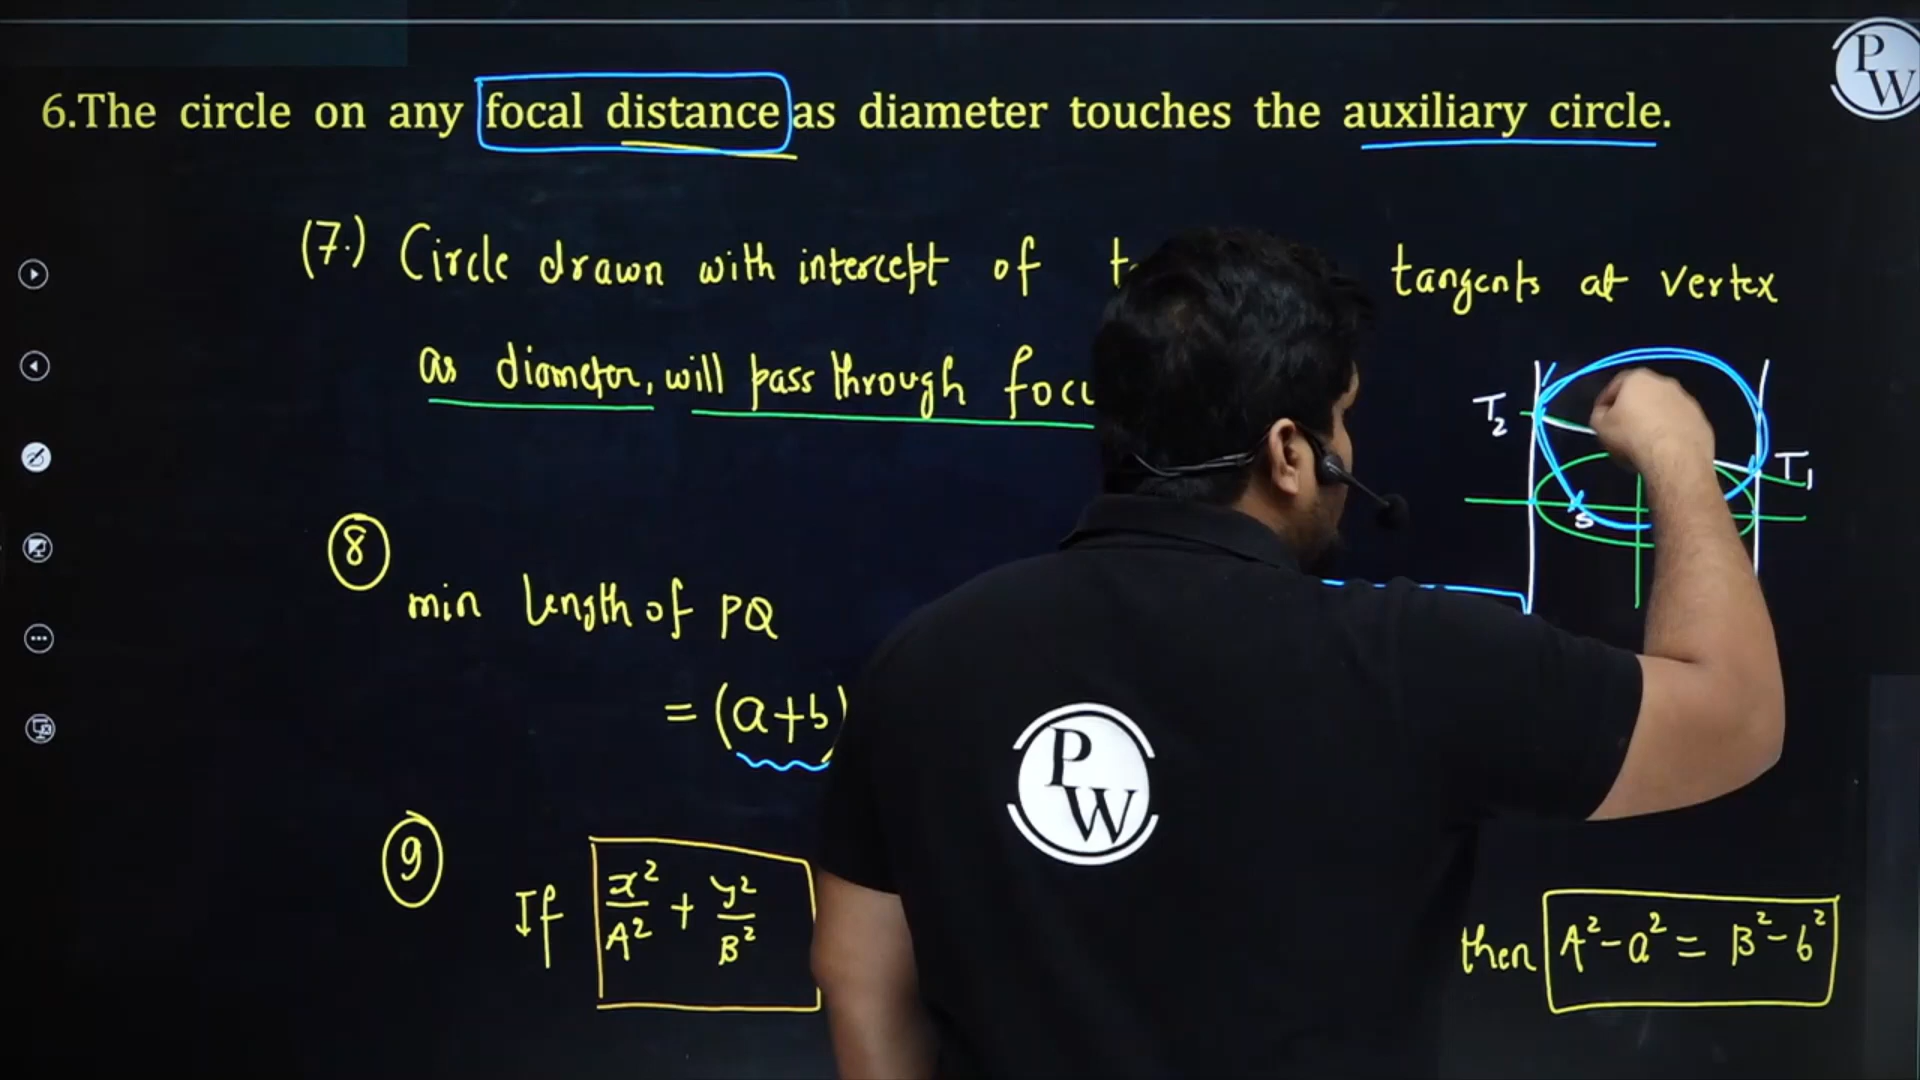 6.The circle on any focal distance as diameter touches the auxiliary circle.
(7.) Circle drawn with intercept of tangents at vertex
as diameter, will pass through
T2
T1
S
8
min length of PQ
= (a+b)
9
If x²/A² + y²/B²
then A²-a² = B²-b²
PW
PW